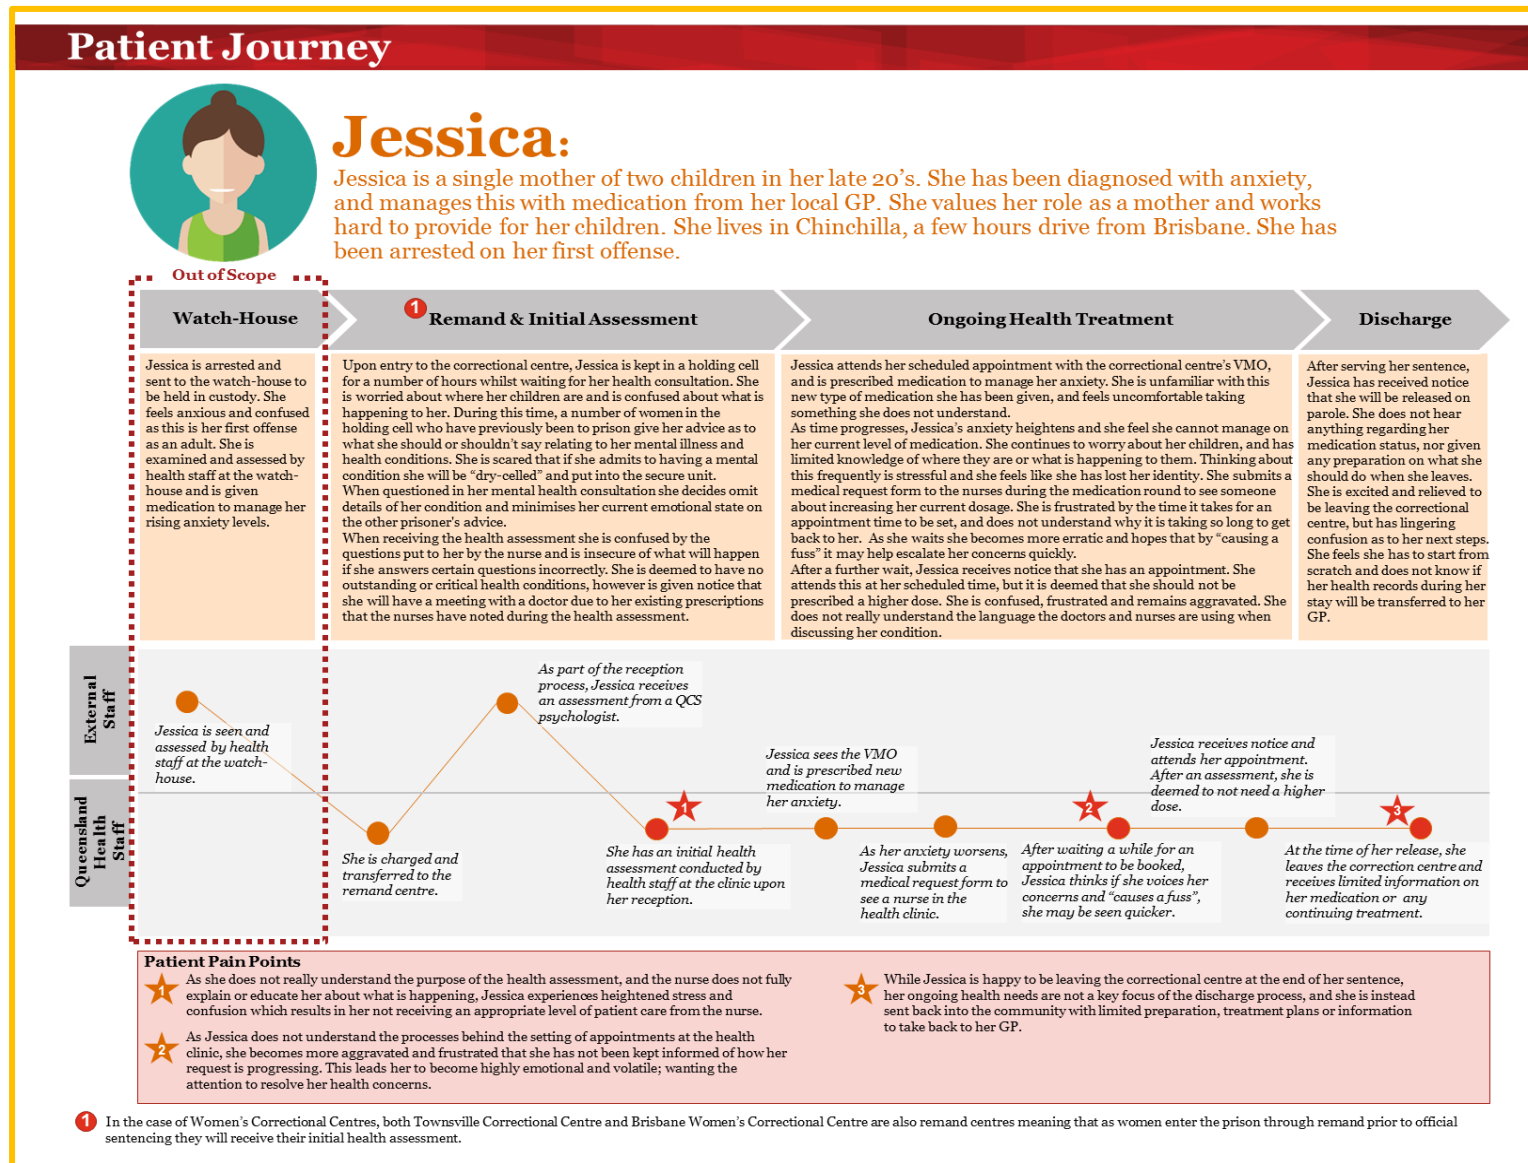 Patient Journey
Jessica:
Jessica is a single mother of two children in her late 20's. She has been diagnosed with anxiety,
and manages this with medication from her local GP. She values her role as a mother and works
hard to provide for her children. She lives in Chinchilla, a few hours drive from Brisbane. She has
been arrested on her first offense.
Out of Scope
Watch-House
1 Remand & Initial Assessment
Ongoing Health Treatment
Discharge
Jessica is arrested and
sent to the watch-house to
be held in custody. She
feels anxious and confused
as this is her first offense
as an adult. She is
examined and assessed by
health staff at the watch-
house and is given
medication to manage her
rising anxiety levels.
Upon entry to the correctional centre, Jessica is kept in a holding cell
for a number of hours whilst waiting for her health consultation. She
is worried about where her children are and is confused about what is
happening to her. During this time, a number of women in the
holding cell who have previously been to prison give her advice as to
what she should or shouldn't say relating to her mental illness and
health conditions. She is scared that if she admits to having a mental
condition she will be "dry-celled" and put into the secure unit.
When questioned in her mental health consultation she decides omit
details of her condition and minimises her current emotional state on
the other prisoner's advice.
When receiving the health assessment she is confused by the
questions put to her by the nurse and is insecure of what will happen
if she answers certain questions incorrectly. She is deemed to have no
outstanding or critical health conditions, however is given notice that
she will have a meeting with a doctor due to her existing prescriptions
that the nurses have noted during the health assessment.
Jessica attends her scheduled appointment with the correctional centre's VMO,
and is prescribed medication to manage her anxiety. She is unfamiliar with this
new type of medication she has been given, and feels uncomfortable taking
something she does not understand.
As time progresses, Jessica's anxiety heightens and she feel she cannot manage on
her current level of medication. She continues to worry about her children, and has
limited knowledge of where they are or what is happening to them. Thinking about
this frequently is stressful and she feels like she has lost her identity. She submits a
medical request form to the nurses during the medication round to see someone
about increasing her current dosage. She is frustrated by the time it takes for an
appointment time to be set, and does not understand why it is taking so long to get
back to her. As she waits she becomes more erratic and hopes that by "causing a
fuss" it may help escalate her concerns quickly.
After a further wait, Jessica receives notice that she has an appointment. She
attends this at her scheduled time, but it is deemed that she should not be
prescribed a higher dose. She is confused, frustrated and remains aggravated. She
does not really understand the language the doctors and nurses are using when
discussing her condition.
After serving her sentence,
Jessica has received notice
that she will be released on
parole. She does not hear
anything regarding her
medication status, nor given
any preparation on what she
should do when she leaves.
She is excited and relieved to
be leaving the correctional
centre, but has lingering
confusion as to her next steps.
She feels she has to start from
scratch and does not know if
her health records during her
stay will be transferred to her
GP.
External
Staff
Queensland
Health
Staff
Jessica is seen and
assessed by health
staff at the watch-
house.
She is charged and
transferred to the
remand centre.
As part of the reception
process, Jessica receives
an assessment from a QCS
psychologist.
1
She has an initial health
assessment conducted by
health staff at the clinic upon
her reception.
Jessica sees the VMO
and is prescribed new
medication to manage
her anxiety.
As her anxiety worsens,
Jessica submits a
medical request form to
see a nurse in the
health clinic.
2
After waiting a while for an
appointment to be booked,
Jessica thinks if she voices her
concerns and "causes a fuss",
she may be seen quicker.
Jessica receives notice and
attends her appointment.
After an assessment, she is
deemed to not need a higher
dose.
3
At the time of her release, she
leaves the correction centre and
receives limited information on
her medication or any
continuing treatment.
Patient Pain Points
1
As she does not really understand the purpose of the health assessment, and the nurse does not fully
explain or educate her about what is happening, Jessica experiences heightened stress and
confusion which results in her not receiving an appropriate level of patient care from the nurse.
2
As Jessica does not understand the processes behind the setting of appointments at the health
clinic, she becomes more aggravated and frustrated that she has not been kept informed of how her
request is progressing. This leads her to become highly emotional and volatile; wanting the
attention to resolve her health concerns.
3
While Jessica is happy to be leaving the correctional centre at the end of her sentence,
her ongoing health needs are not a key focus of the discharge process, and she is instead
sent back into the community with limited preparation, treatment plans or information
to take back to her GP.
1 In the case of Women's Correctional Centres, both Townsville Correctional Centre and Brisbane Women's Correctional Centre are also remand centres meaning that as women enter the prison through remand prior to official
sentencing they will receive their initial health assessment.